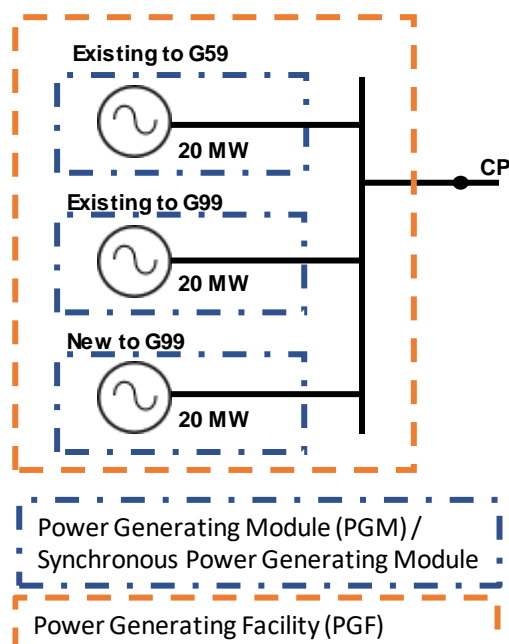 Existing to G59
20 MW
CP
Existing to G99
20 MW
New to G99
20 MW
Power Generating Module (PGM) /
Synchronous Power Generating Module
Power Generating Facility (PGF)